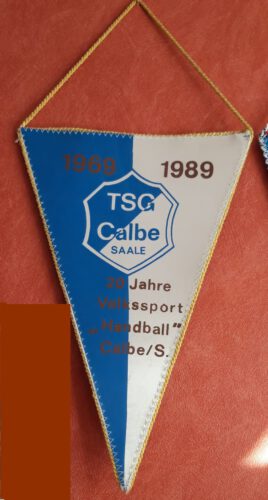 1969 1989
TSG
Calbe
SAALE
20 Jahre
Volkssport
„Handball"
Calbe/S.